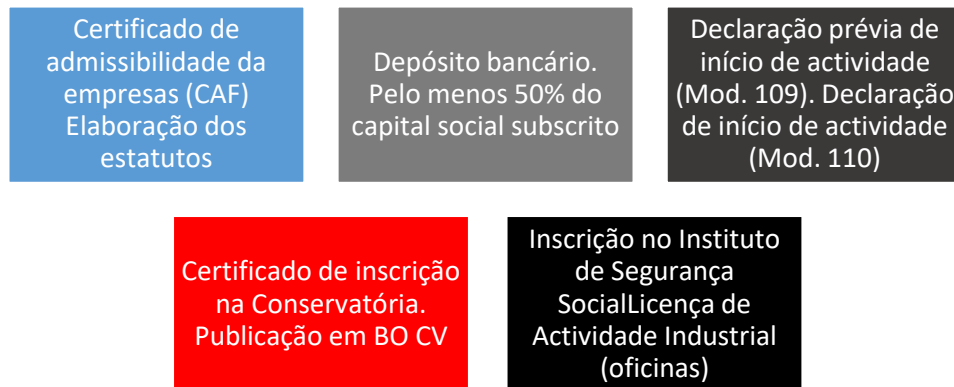 Certificado de
admissibilidade da
empresas (CAF)
Elaboração dos
estatutos
Depósito bancário.
Pelo menos 50% do
capital social subscrito
Declaração prévia de
início de actividade
(Mod. 109). Declaração
de início de actividade
(Mod. 110)
Certificado de inscrição
na Conservatória.
Publicação em BO CV
Inscrição no Instituto
de Segurança
SocialLicença de
Actividade Industrial
(oficinas)